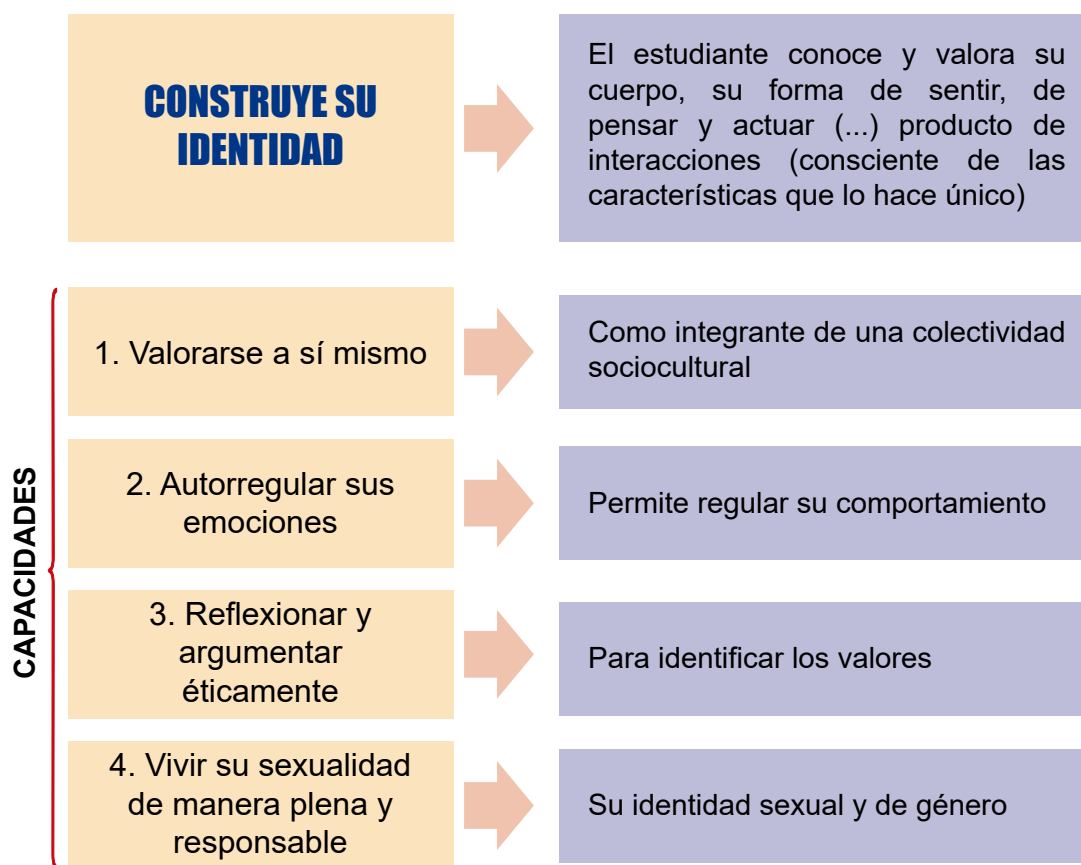 CONSTRUYE SU
IDENTIDAD
El estudiante conoce y valora su
cuerpo, su forma de sentir, de
pensar y actuar (...) producto de
interacciones (consciente de las
características que lo hace único)
CAPACIDADES
1. Valorarse a sí mismo
Como integrante de una colectividad
sociocultural
2. Autorregular sus
emociones
Permite regular su comportamiento
3. Reflexionar y
argumentar
éticamente
Para identificar los valores
4. Vivir su sexualidad
de manera plena y
responsable
Su identidad sexual y de género